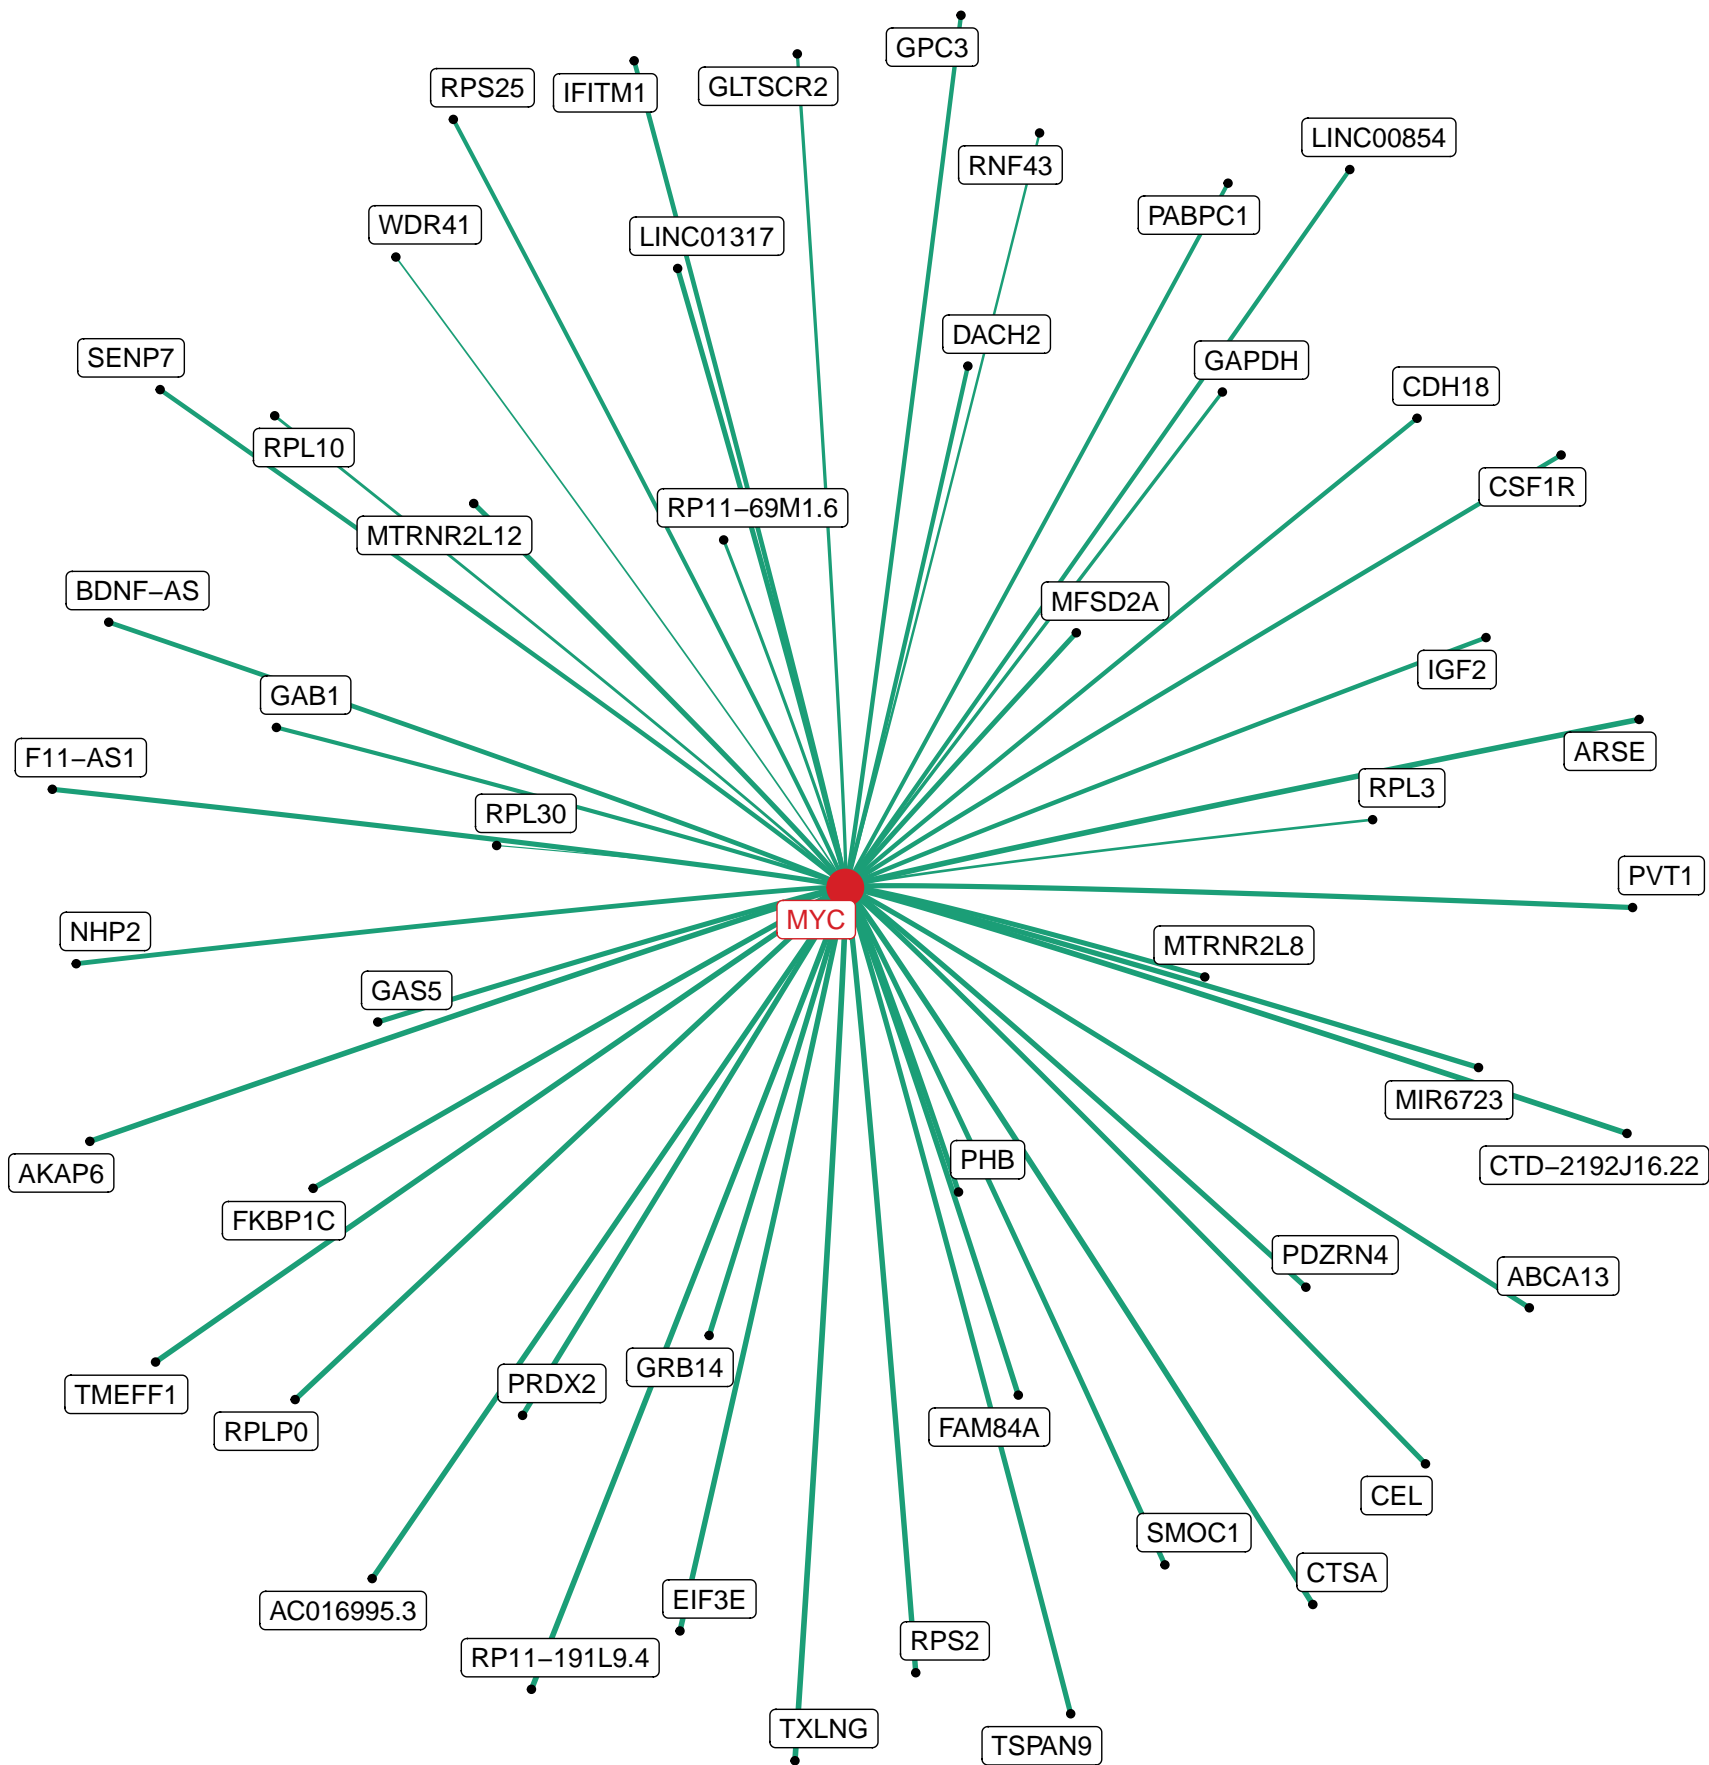 GPC3
RPS25
IFITM1
GLTSCR2
LINC00854
RNF43
PABPC1
WDR41
LINC01317
DACH2
SENP7
GAPDH
CDH18
RPL10
CSF1R
RP11−69M1.6
MTRNR2L12
BDNF−AS
MFSD2A
IGF2
GAB1
ARSE
F11−AS1
RPL3
RPL30
PVT1
MYC
NHP2
MTRNR2L8
GAS5
MIR6723
PHB
CTD−2192J16.22
AKAP6
FKBP1C
PDZRN4
ABCA13
GRB14
PRDX2
TMEFF1
FAM84A
RPLP0
CEL
SMOC1
CTSA
EIF3E
AC016995.3
RPS2
RP11−191L9.4
TXLNG
TSPAN9